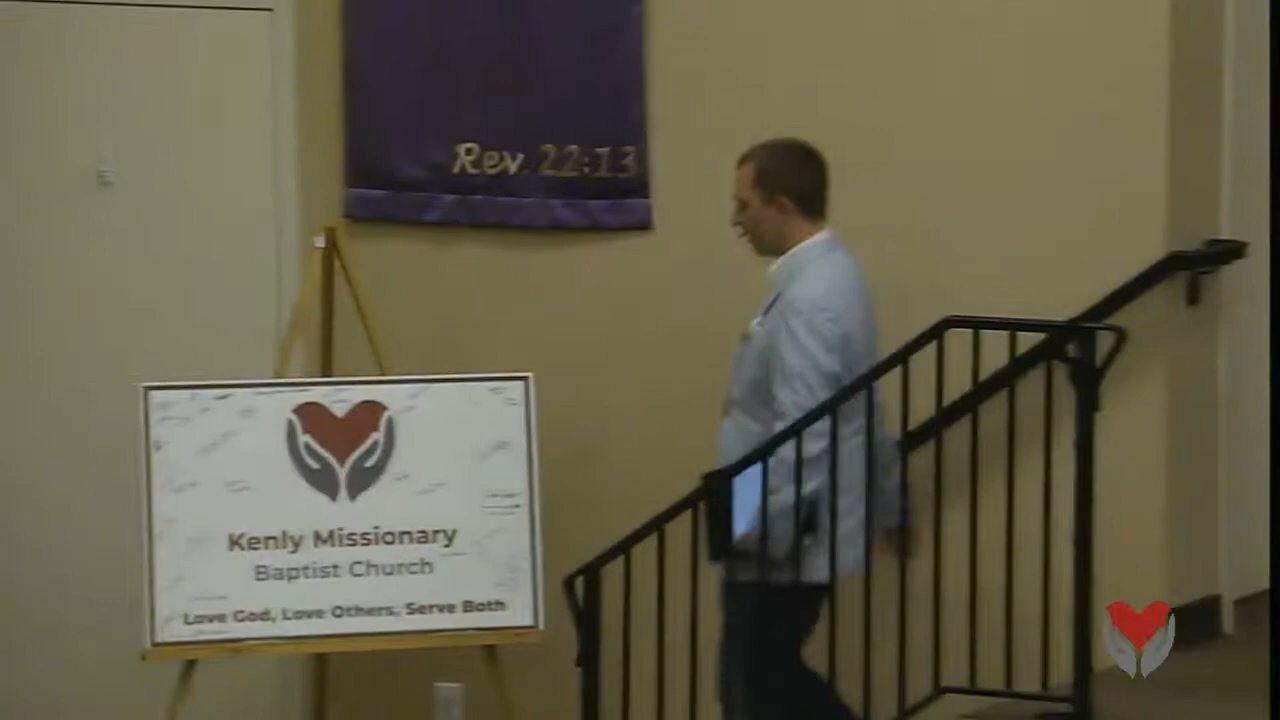 Rev. 22:13
Kenly Missionary
Baptist Church
Love God, Love Others, Serve Both